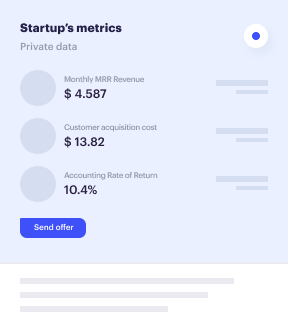 Startup's metrics
Private data
Monthly MRR Revenue
$ 4.587
Customer acquisition cost
$ 13.82
Accounting Rate of Return
10.4%
Send offer